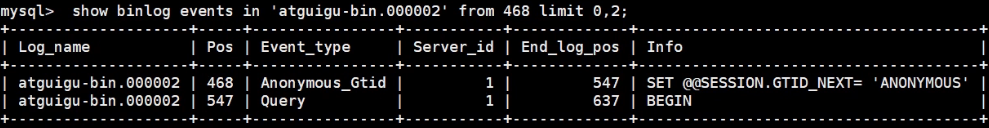 mysql>  show binlog events in 'atguigu-bin.000002' from 468 limit 0,2;
+--------------------+-----+----------------+-----------+-------------+--------------------------------------+
| Log_name           | Pos | Event_type     | Server_id | End_log_pos | Info                                 |
+--------------------+-----+----------------+-----------+-------------+--------------------------------------+
| atguigu-bin.000002 | 468 | Anonymous_Gtid |         1 |         547 | SET @@SESSION.GTID_NEXT= 'ANONYMOUS' |
| atguigu-bin.000002 | 547 | Query          |         1 |         637 | BEGIN                                |
+--------------------+-----+----------------+-----------+-------------+--------------------------------------+